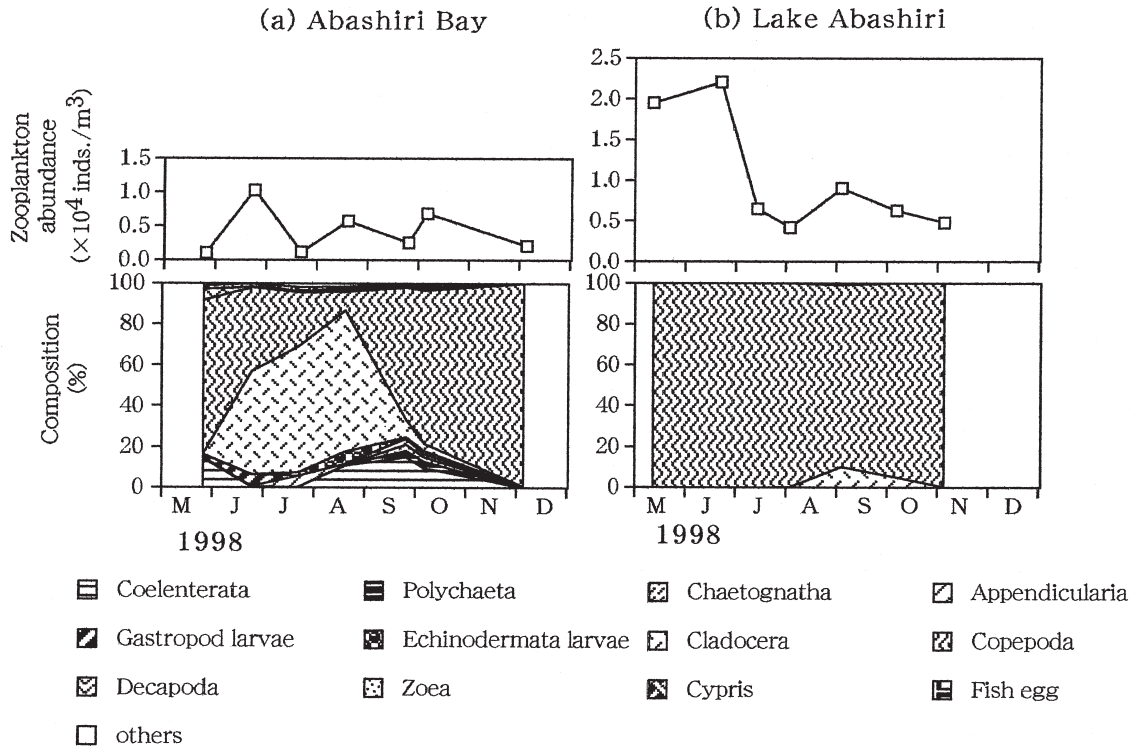 (a) Abashiri Bay
(b) Lake Abashiri
Zooplankton
abundance
(×10⁴ inds./m³)
1.5
1.0
0.5
0.0
2.5
2.0
1.5
1.0
0.5
0.0
Composition
(%)
100
80
60
40
20
0
M J J A S O N D
1998
100
80
60
40
20
0
M J J A S O N D
1998
Coelenterata Polychaeta Chaetognatha Appendicularia
Gastropod larvae Echinodermata larvae Cladocera Copepoda
Decapoda Zoea Cypris Fish egg
others